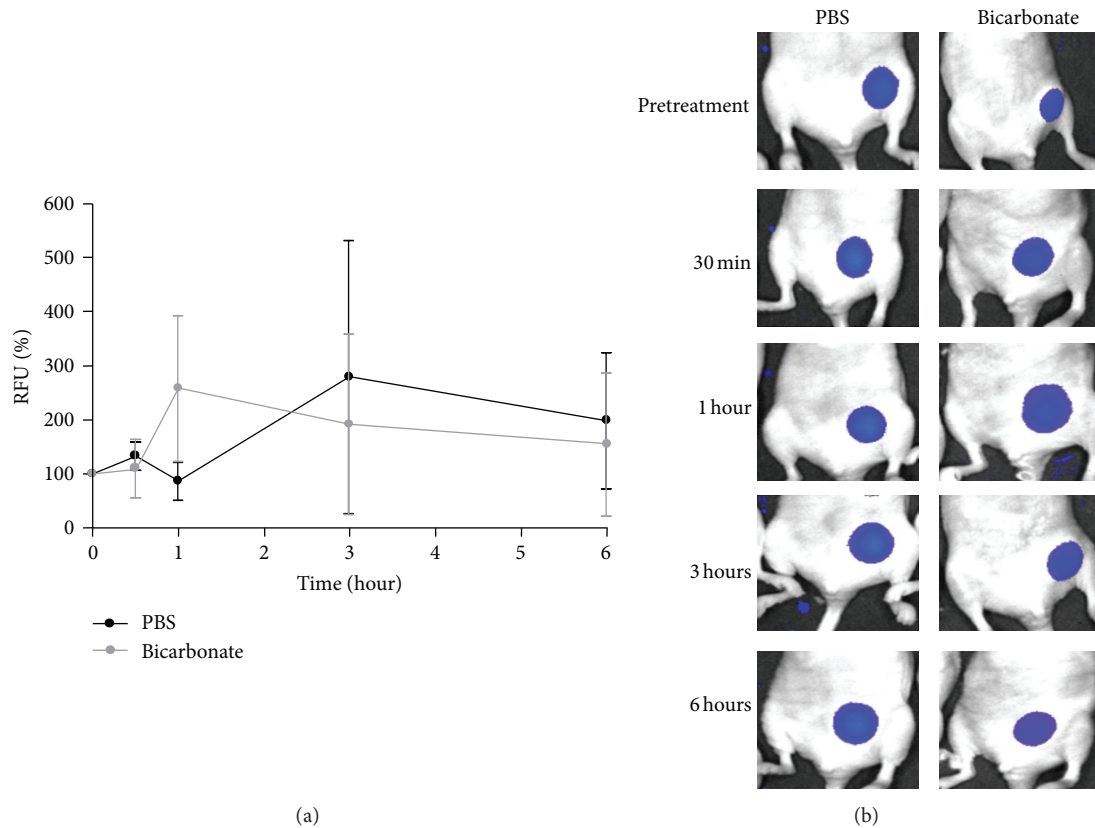 600
500
400
300
200
100
0
RFU (%)
0 1 2 3 4 5 6
Time (hour)
PBS
Bicarbonate
(a)
PBS Bicarbonate
Pretreatment
30 min
1 hour
3 hours
6 hours
(b)